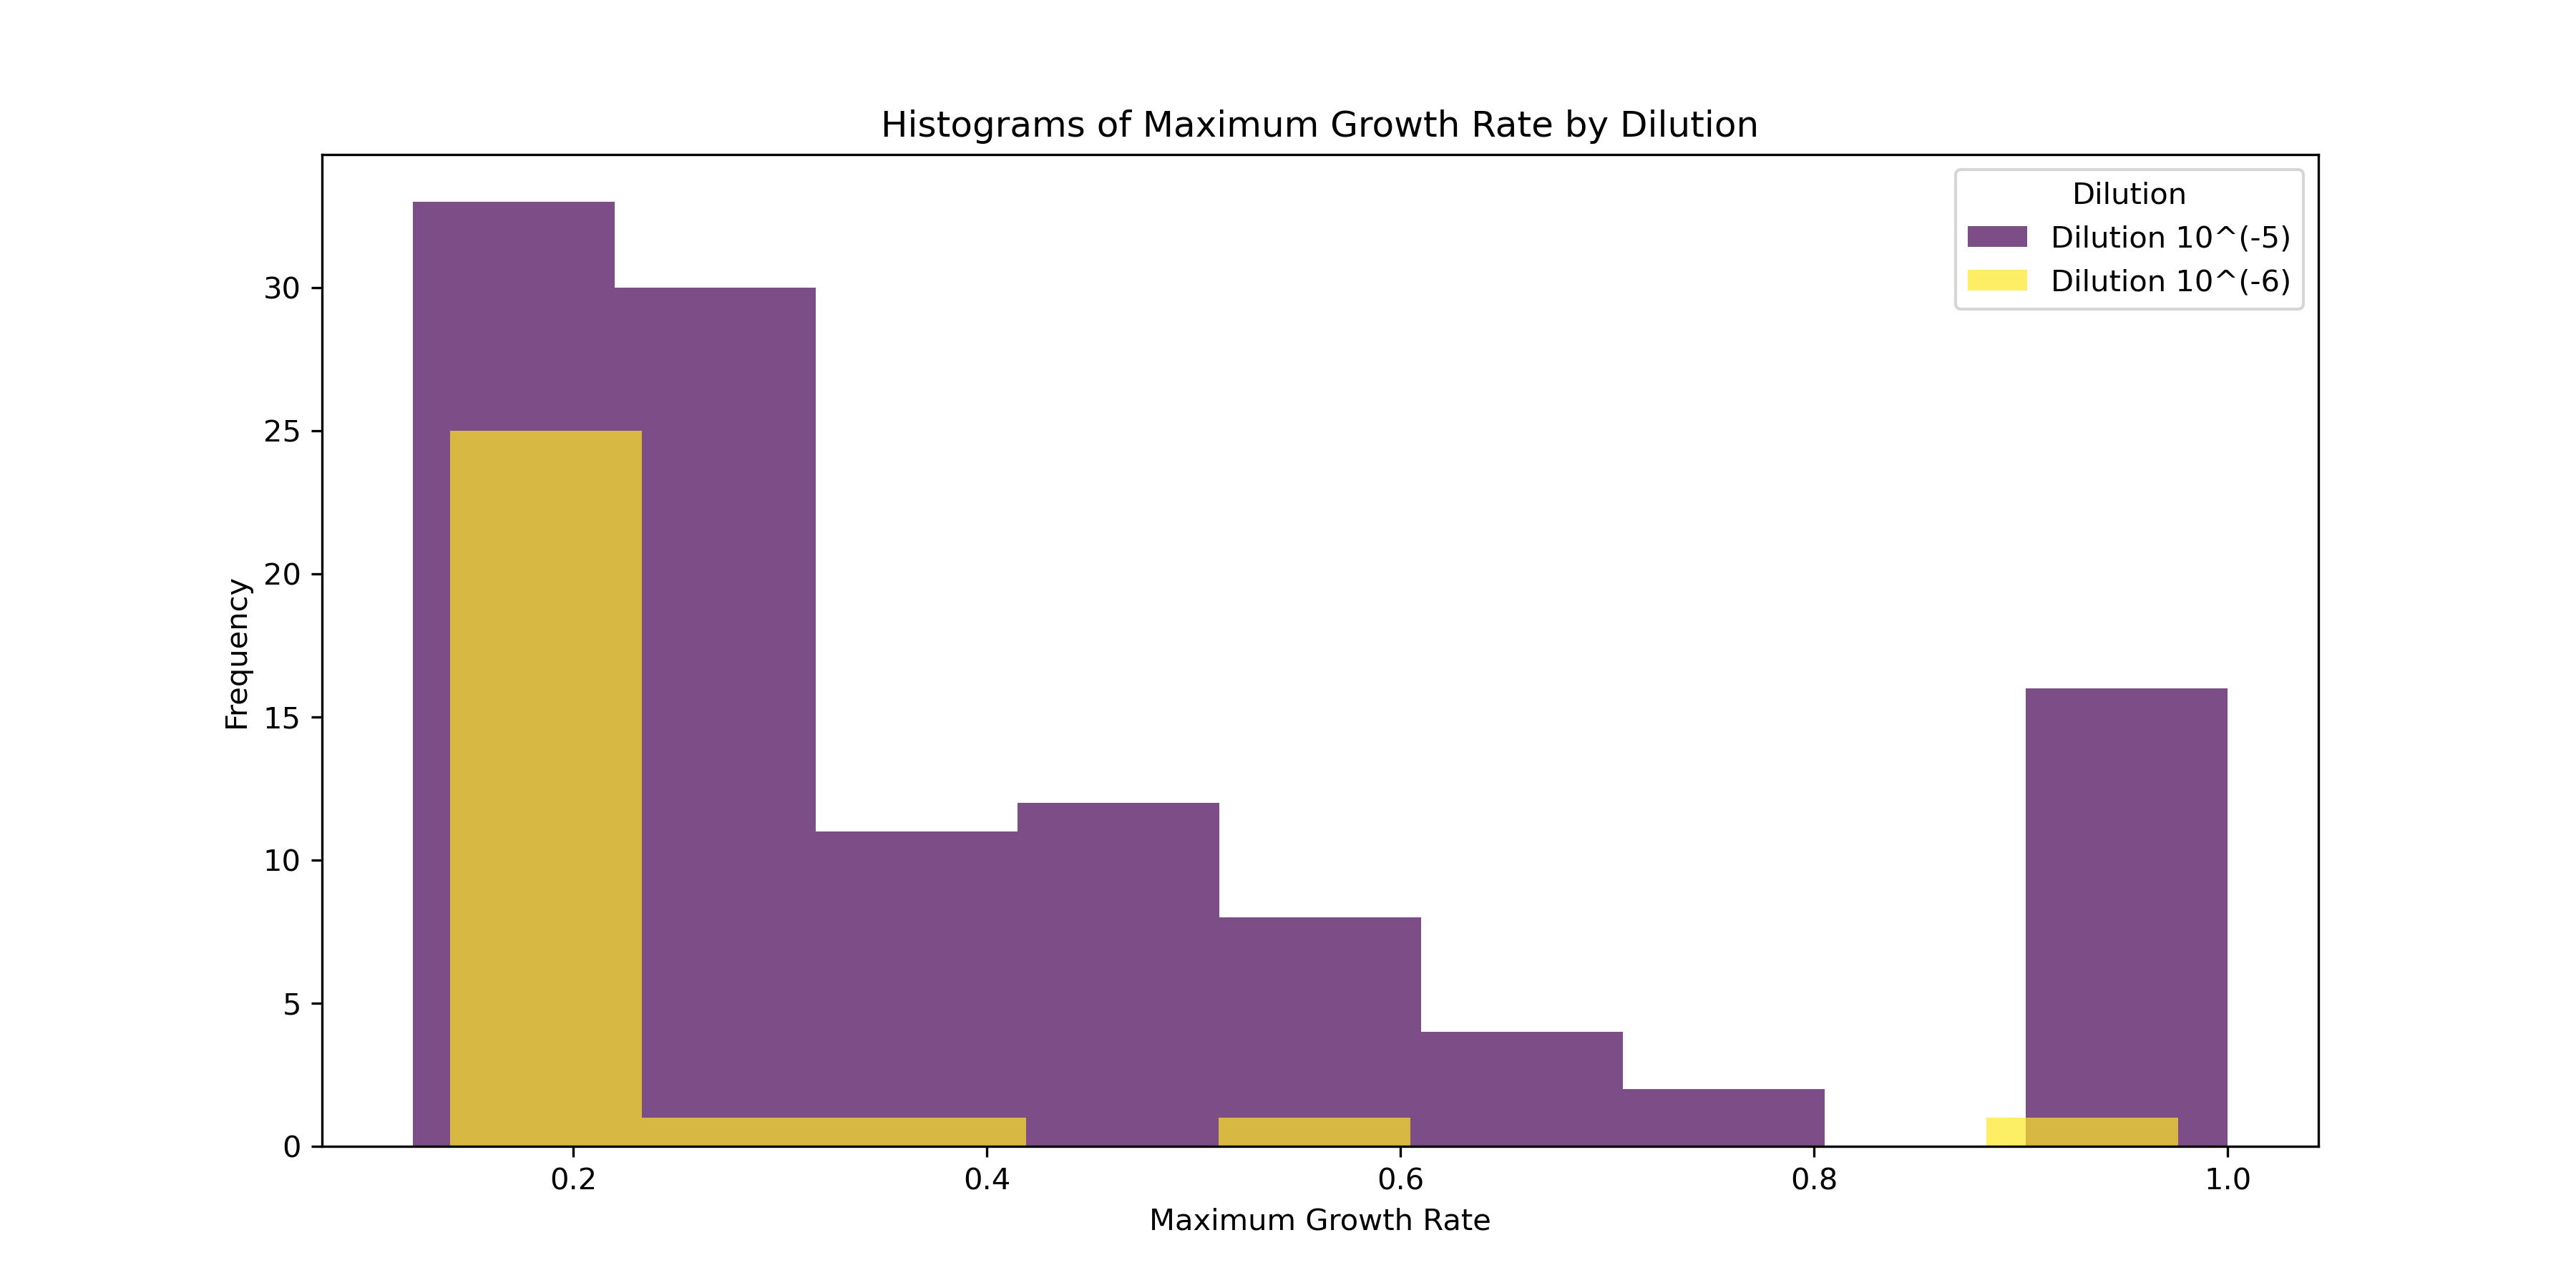 Histograms of Maximum Growth Rate by Dilution
Dilution
Dilution 10^(-5)
Dilution 10^(-6)
Frequency
30
25
20
15
10
5
0
0.2
0.4
0.6
0.8
1.0
Maximum Growth Rate